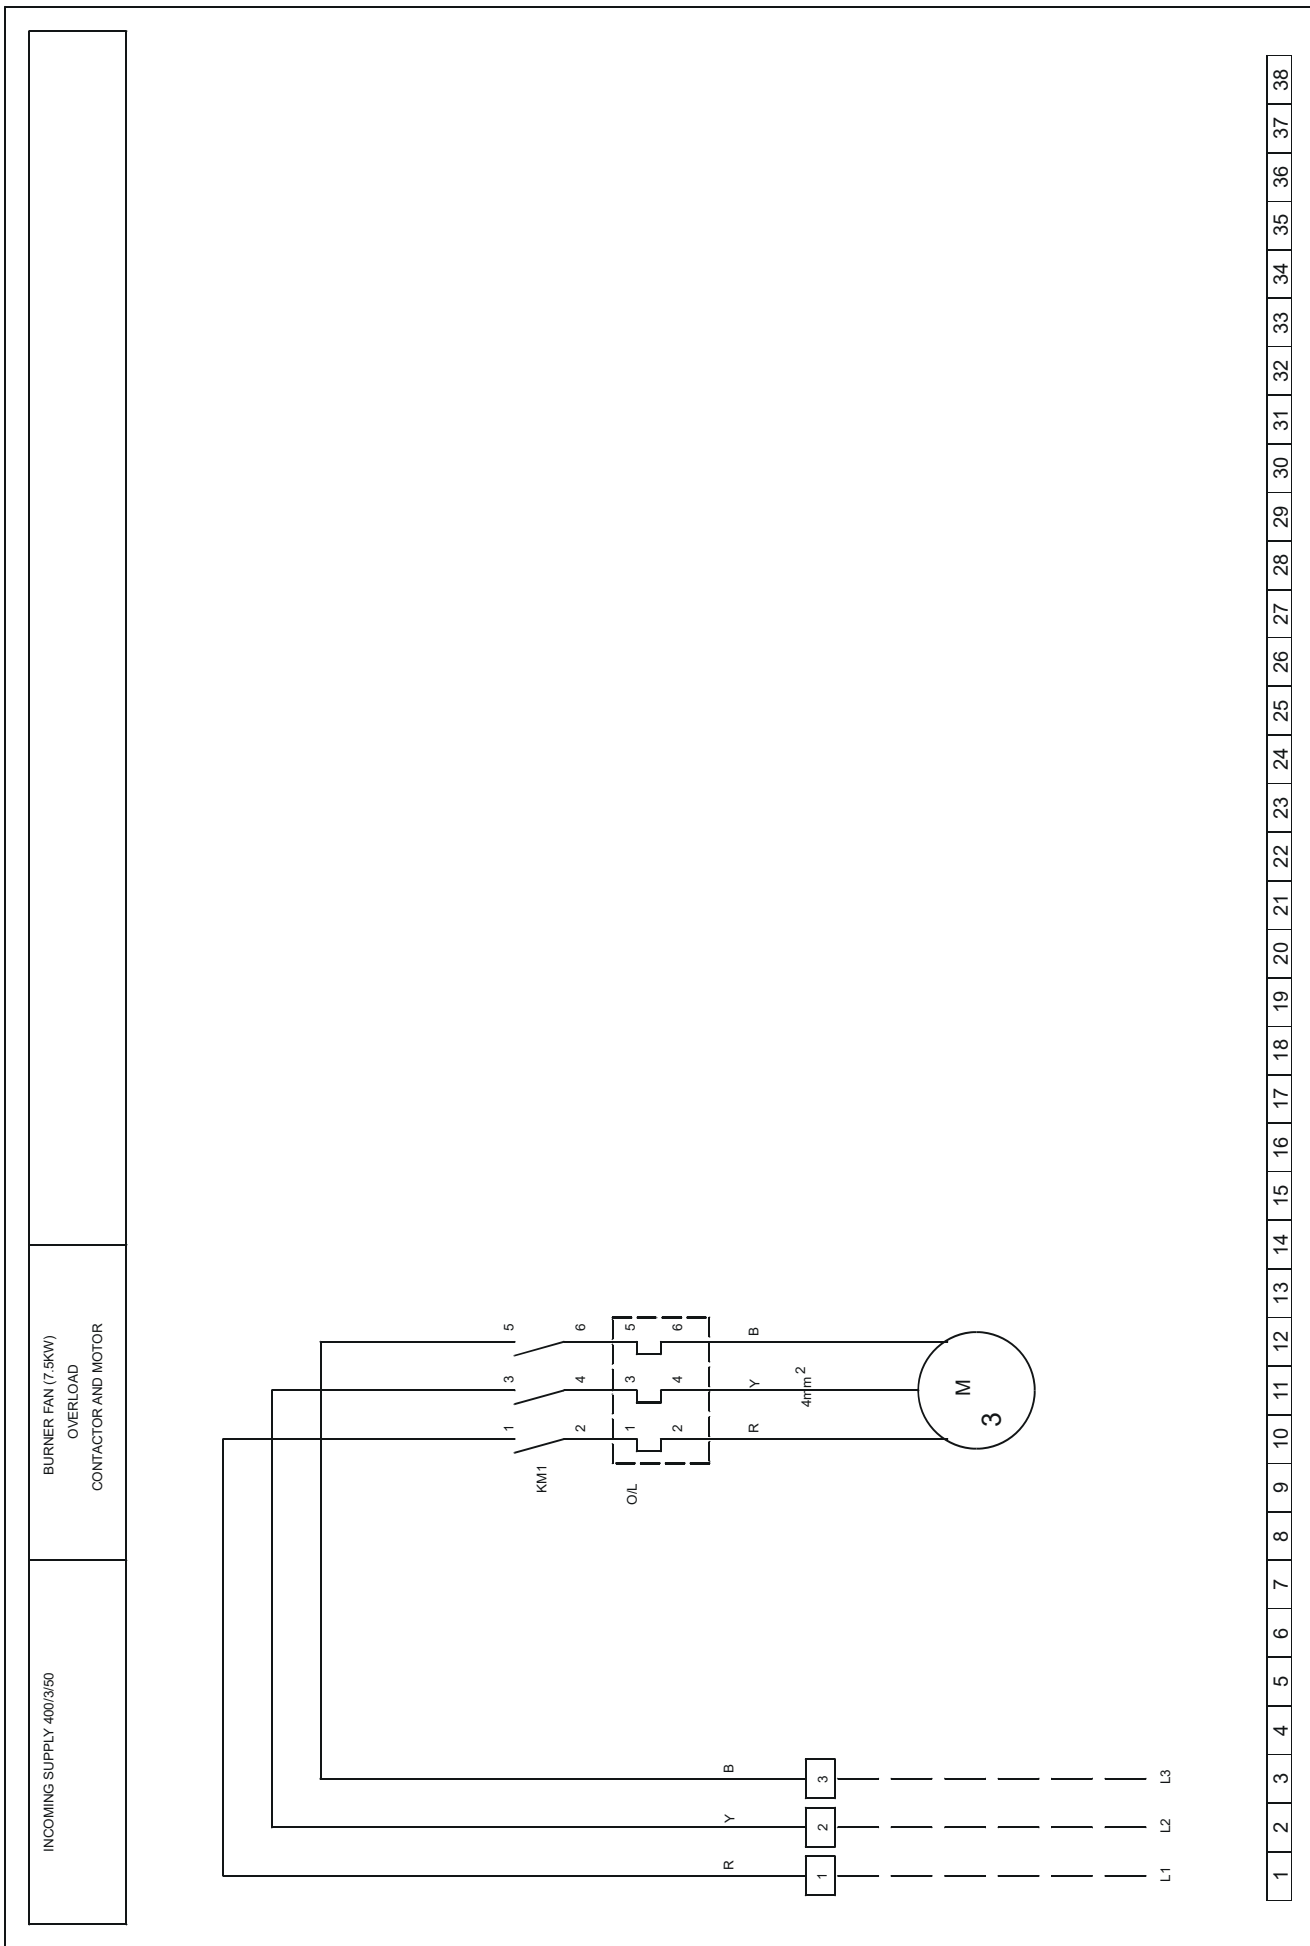 INCOMING SUPPLY 400/3/50
BURNER FAN (7.5KW)
OVERLOAD
CONTACTOR AND MOTOR
1 3 5
KM1
2 4 6
1 3 5
O/L
2 4 6
R Y B
R Y B
4mm 2
1 2 3
M
3
L1 L2 L3
1 2 3 4 5 6 7 8 9 10 11 12 13 14 15 16 17 18 19 20 21 22 23 24 25 26 27 28 29 30 31 32 33 34 35 36 37 38